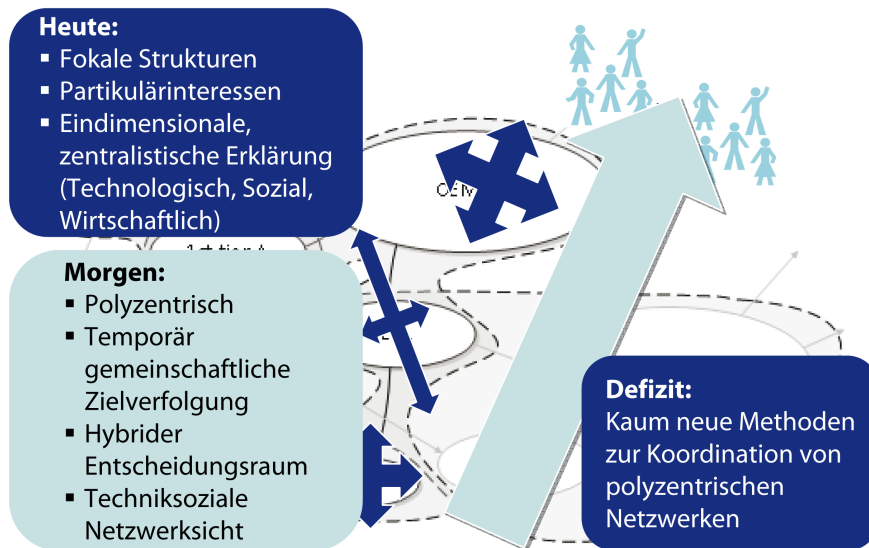 Heute:
▪ Fokale Strukturen
▪ Partikulärinteressen
▪ Eindimensionale,
zentralistische Erklärung
(Technologisch, Sozial,
Wirtschaftlich)
Morgen:
▪ Polyzentrisch
▪ Temporär
gemeinschaftliche
Zielverfolgung
▪ Hybrider
Entscheidungsraum
▪ Techniksoziale
Netzwerksicht
Defizit:
Kaum neue Methoden
zur Koordination von
polyzentrischen
Netzwerken